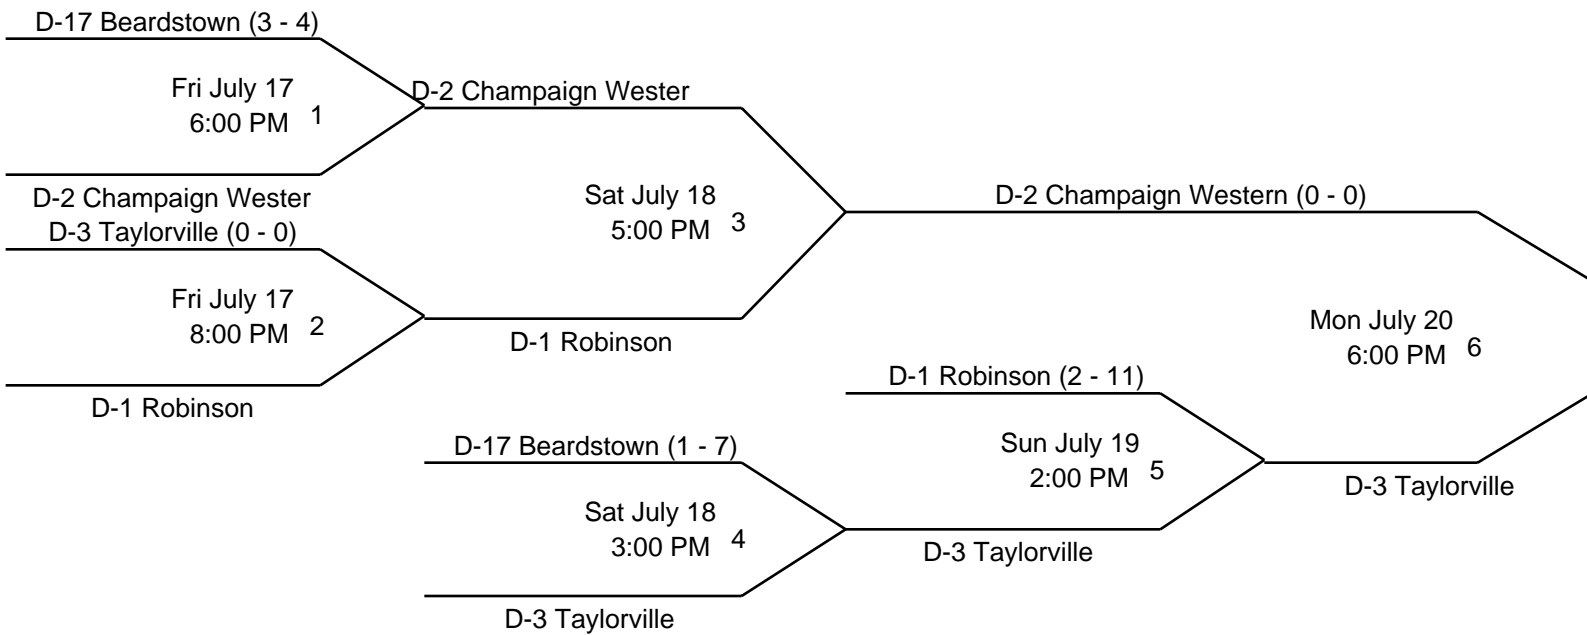 D-17 Beardstown (3 - 4)
Fri July 17
6:00 PM 1
D-2 Champaign Wester
D-2 Champaign Wester
D-3 Taylorville (0 - 0)
Fri July 17
8:00 PM 2
D-1 Robinson
Sat July 18
5:00 PM 3
D-1 Robinson
D-2 Champaign Western (0 - 0)
D-17 Beardstown (1 - 7)
Sat July 18
3:00 PM 4
D-3 Taylorville
D-1 Robinson (2 - 11)
Sun July 19
2:00 PM 5
D-3 Taylorville
Mon July 20
6:00 PM 6
D-3 Taylorville